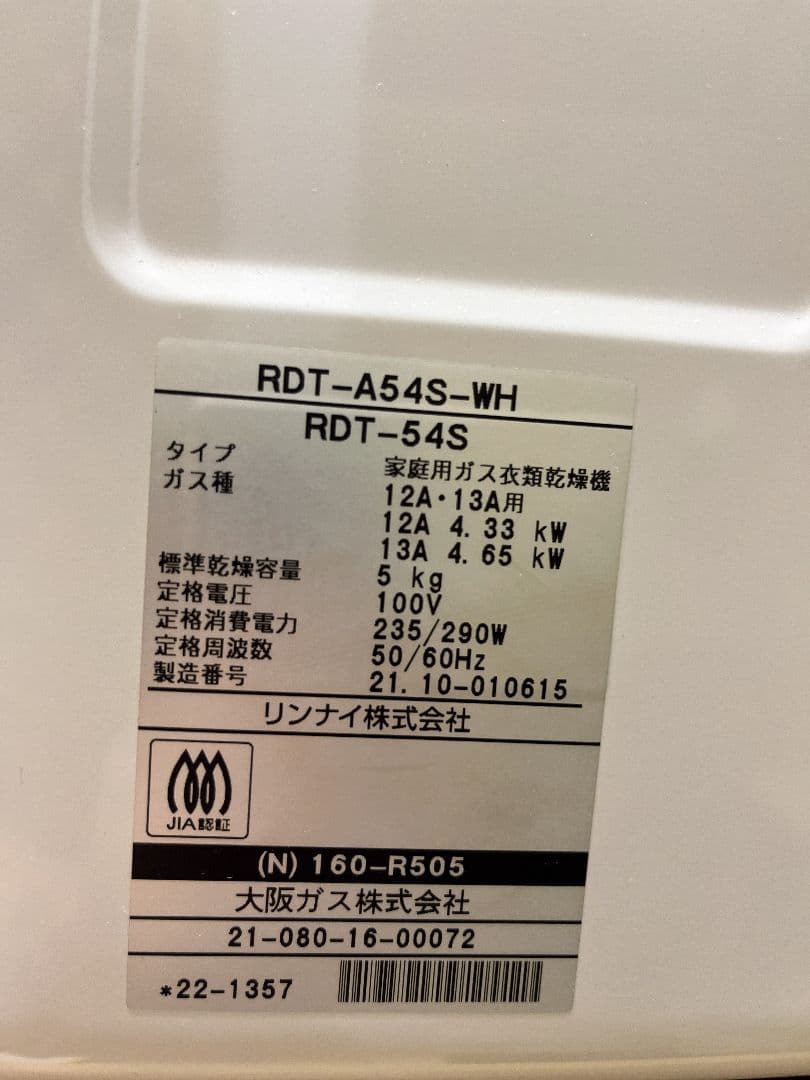 RDT-A54S-WH
RDT-54S
タイプ 家庭用ガス衣類乾燥機
ガス種 12A・13A用
12A 4.33 kW
13A 4.65 kW
標準乾燥容量 5 kg
定格電圧 100V
定格消費電力 235/290W
定格周波数 50/60Hz
製造番号 21.10-010615
リンナイ株式会社
JIA認証
(N) 160-R505
大阪ガス株式会社
21-080-16-00072
*22-1357